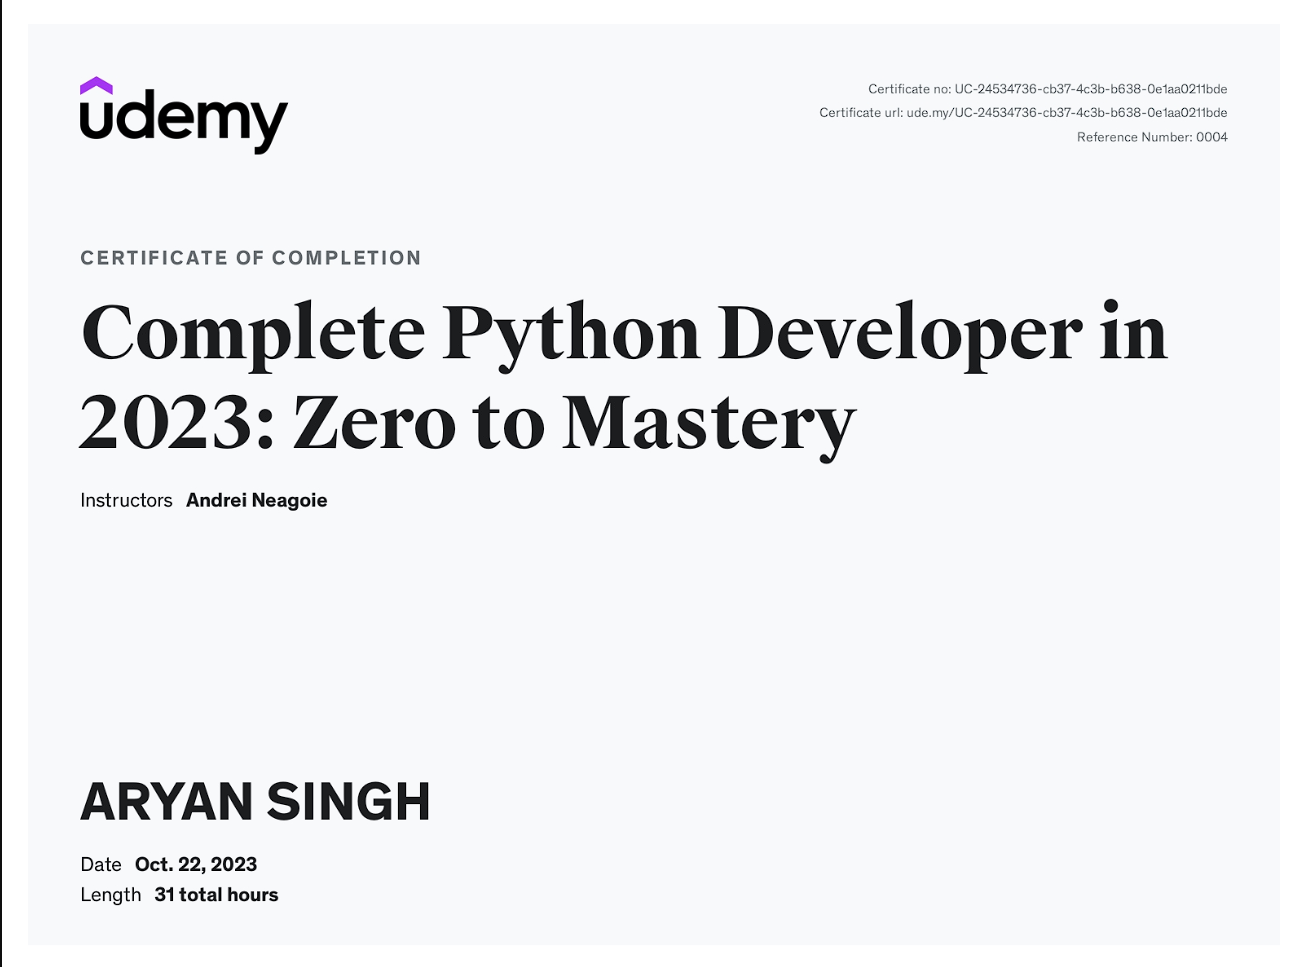 udemy
Certificate no: UC-24534736-cb37-4c3b-b638-0e1aa0211bde
Certificate url: ude.my/UC-24534736-cb37-4c3b-b638-0e1aa0211bde
Reference Number: 0004
CERTIFICATE OF COMPLETION
Complete Python Developer in
2023: Zero to Mastery
Instructors Andrei Neagoie
ARYAN SINGH
Date Oct. 22, 2023
Length 31 total hours